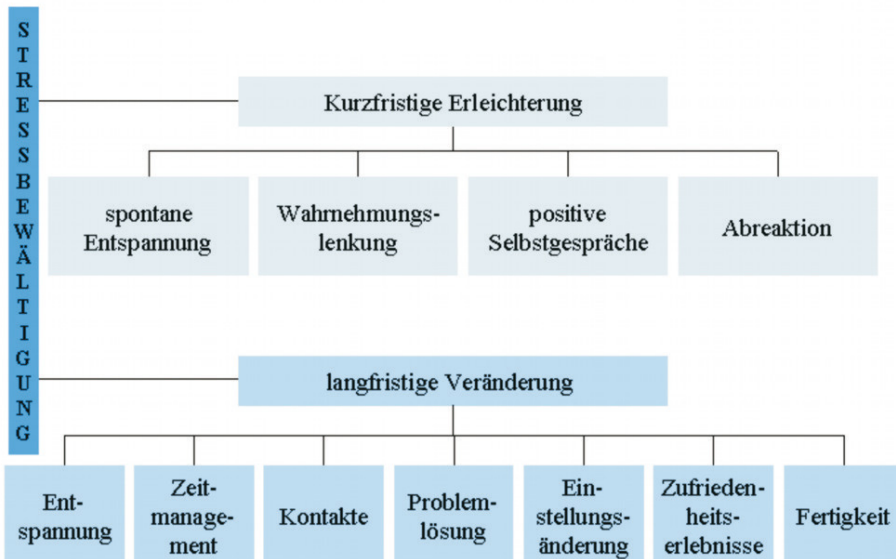 STRESSBEWÄLTIGUNG
Kurzfristige Erleichterung
spontane
Entspannung
Wahrnehmungs-
lenkung
positive
Selbstgespräche
Abreaktion
langfristige Veränderung
Ent-
spannung
Zeit-
manage-
ment
Kontakte
Problem-
lösung
Ein-
stellungs-
änderung
Zufrieden-
heits-
erlebnisse
Fertigkeit